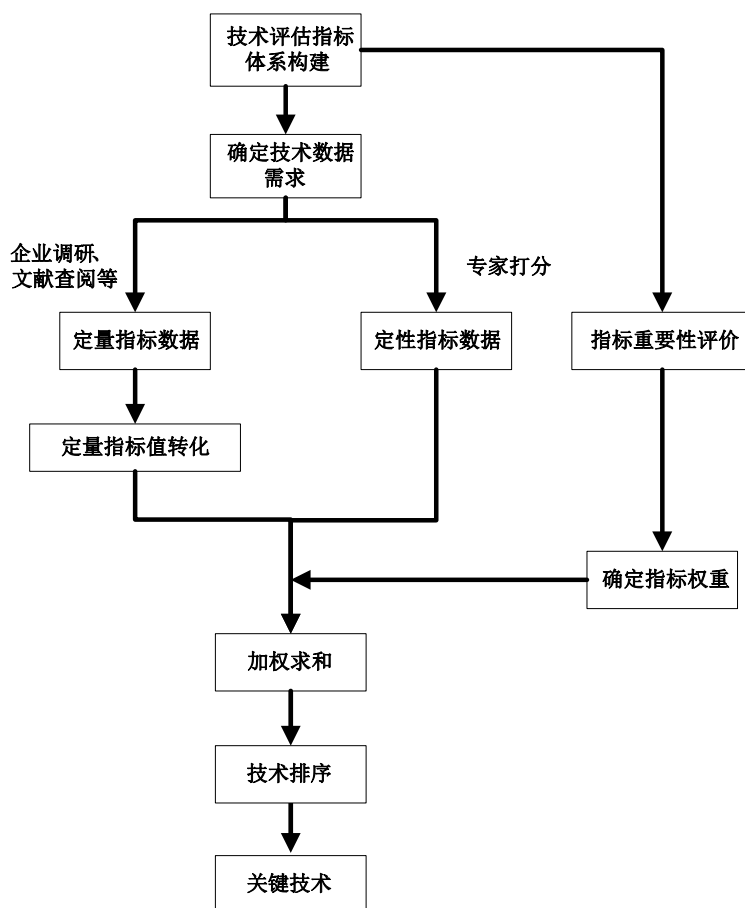 技术评估指标
体系构建
确定技术数据
需求
企业调研、
文献查阅等
专家打分
定量指标数据
定性指标数据
指标重要性评价
定量指标值转化
确定指标权重
加权求和
技术排序
关键技术